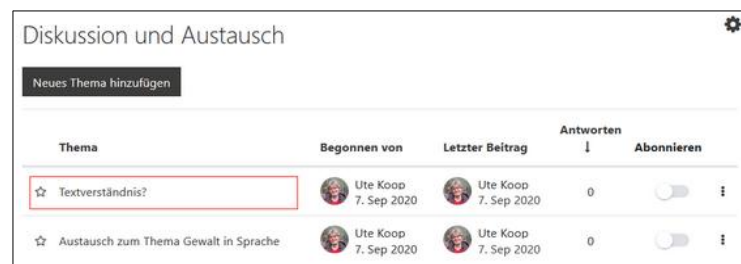 Diskussion und Austausch
Neues Thema hinzufügen
Antworten
Thema Begonnen von Letzter Beitrag ↓ Abonnieren
Textverständnis? Ute Koop 7. Sep 2020 Ute Koop 7. Sep 2020 0
Austausch zum Thema Gewalt in Sprache Ute Koop 7. Sep 2020 Ute Koop 7. Sep 2020 0